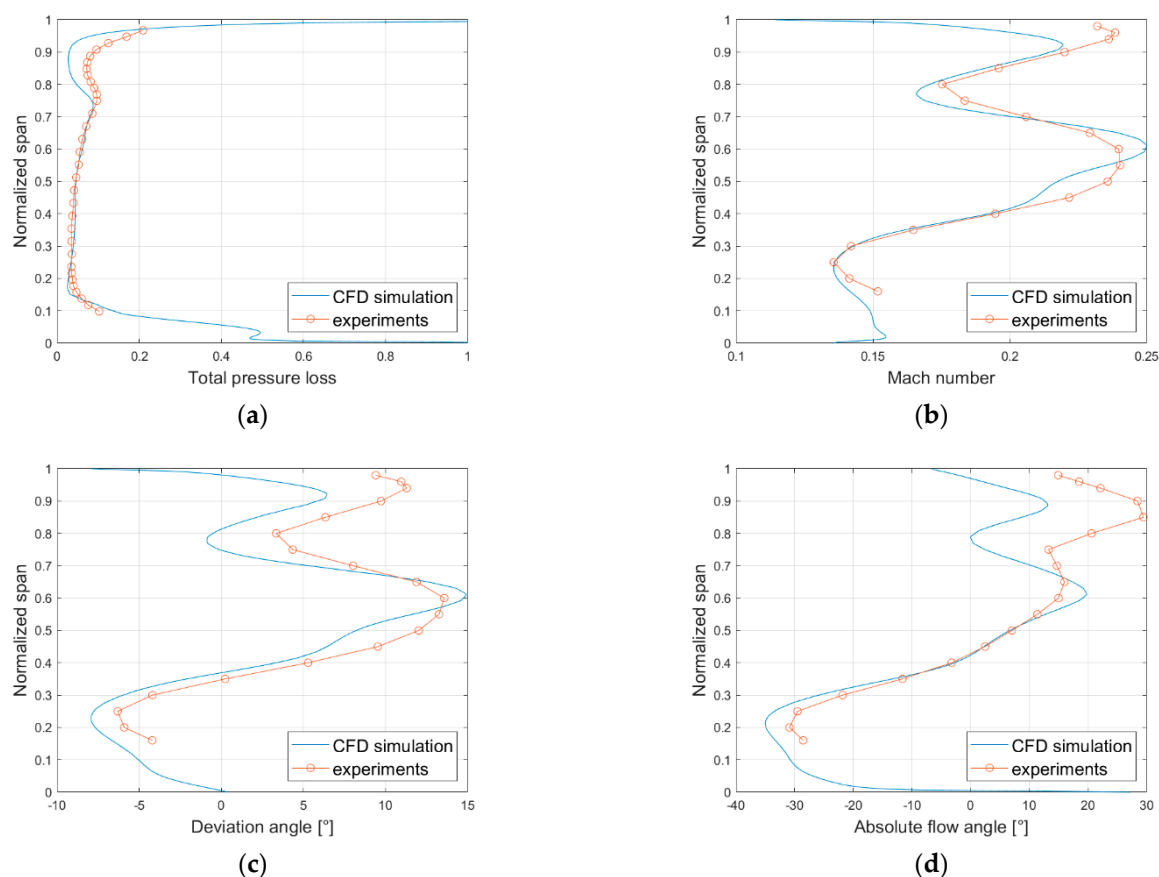 1
0.9
0.8
0.7
0.6
0.5
0.4
0.3
0.2
0.1
0
Normalized span
CFD simulation
experiments
0 0.2 0.4 0.6 0.8 1
Total pressure loss
(a)
1
0.9
0.8
0.7
0.6
0.5
0.4
0.3
0.2
0.1
0
Normalized span
CFD simulation
experiments
0.1 0.15 0.2 0.25
Mach number
(b)
1
0.9
0.8
0.7
0.6
0.5
0.4
0.3
0.2
0.1
0
Normalized span
CFD simulation
experiments
-10 -5 0 5 10 15
Deviation angle [°]
(c)
1
0.9
0.8
0.7
0.6
0.5
0.4
0.3
0.2
0.1
0
Normalized span
CFD simulation
experiments
-40 -30 -20 -10 0 10 20 30
Absolute flow angle [°]
(d)